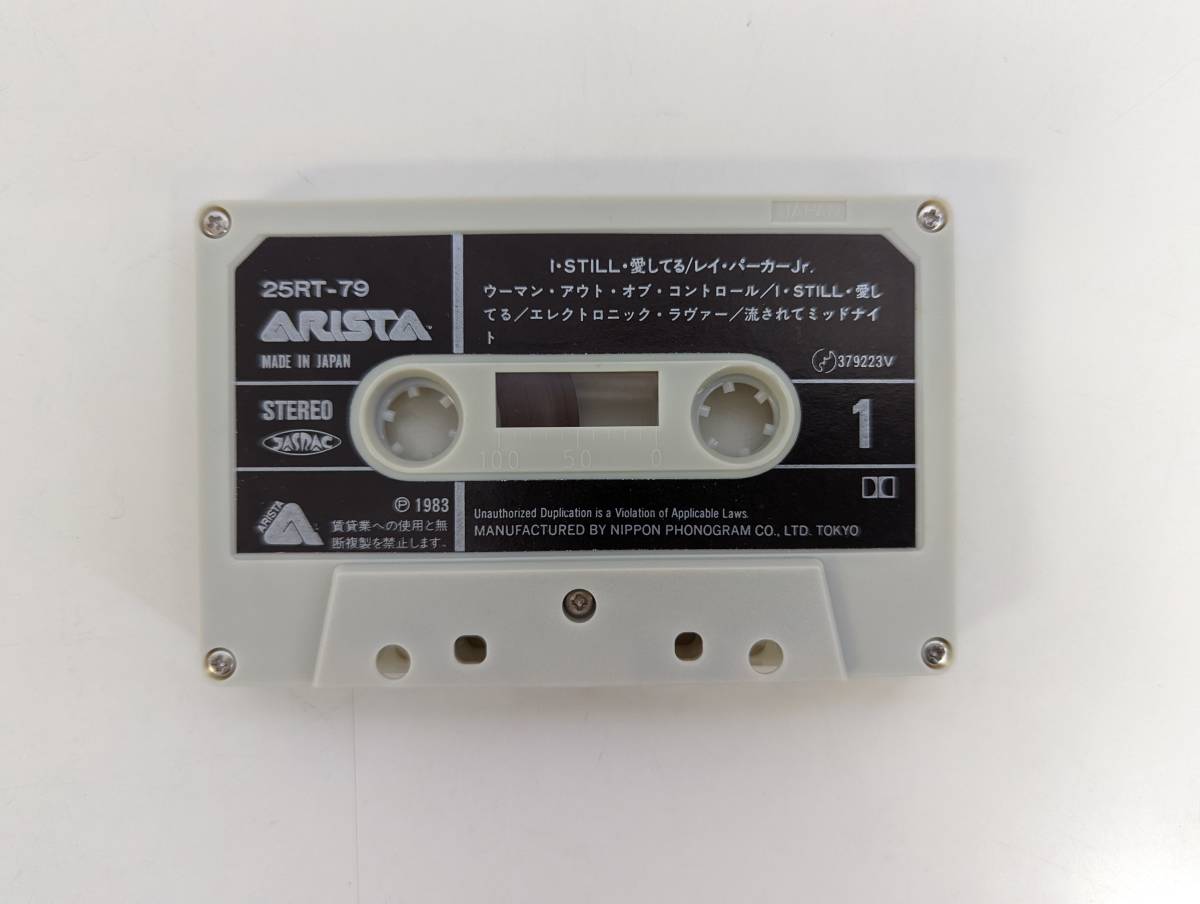 JAPAN
25RT-79
ARISTA
MADE IN JAPAN
STEREO
JASRAC
I・STILL・愛してる/レイ・パーカーJr.
ウーマン・アウト・オブ・コントロール/I・STILL・愛し
てる/エレクトロニック・ラヴァー/流されてミッドナイ
ト
379223V
1
100 50 0
ARISTA
Ⓟ 1983
賃貸業への使用と無
断複製を禁止します。
Unauthorized Duplication is a Violation of Applicable Laws.
MANUFACTURED BY NIPPON PHONOGRAM CO., LTD. TOKYO